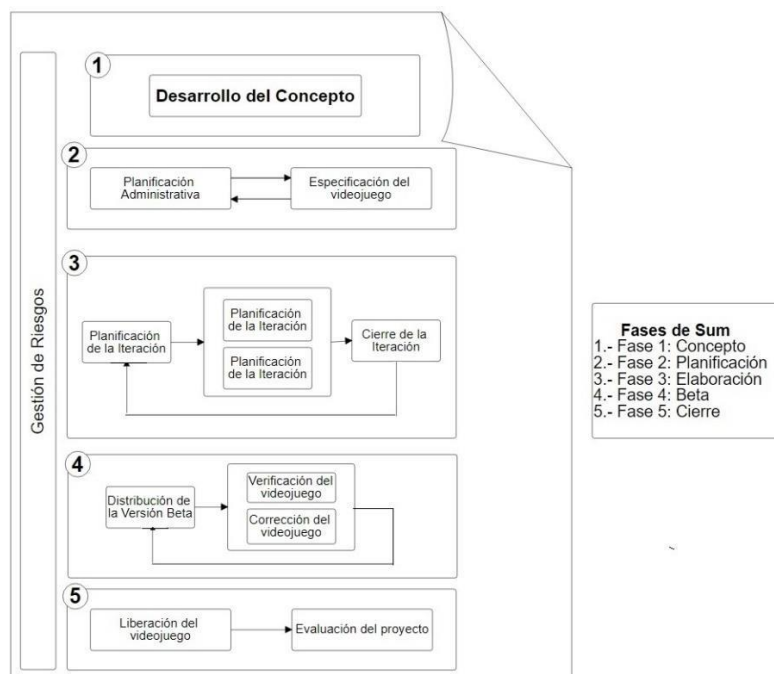 Gestión de Riesgos
1
Desarrollo del Concepto
2
Planificación
Administrativa
Especificación del
videojuego
3
Planificación
de la Iteración
Planificación
de la Iteración
Planificación
de la Iteración
Cierre de la
Iteración
4
Distribución de
la Versión Beta
Verificación del
videojuego
Corrección del
videojuego
5
Liberación del
videojuego
Evaluación del proyecto
Fases de Sum
1.- Fase 1: Concepto
2.- Fase 2: Planificación
3.- Fase 3: Elaboración
4.- Fase 4: Beta
5.- Fase 5: Cierre